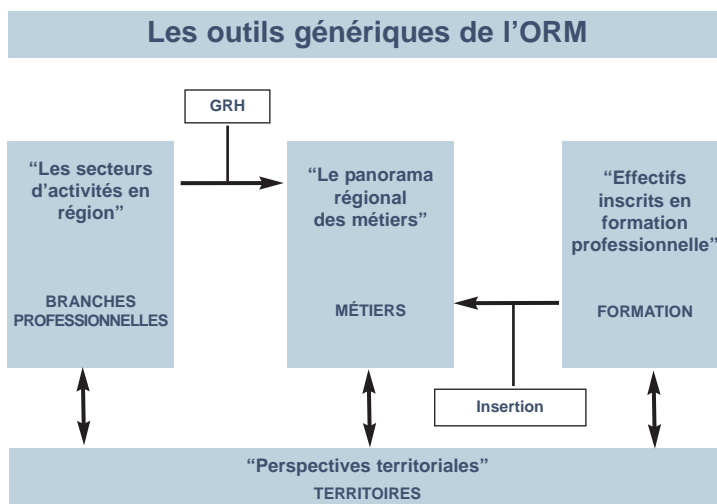 Les outils génériques de l’ORM
GRH
“Les secteurs
d’activités en
région”
BRANCHES
PROFESSIONNELLES
“Le panorama
régional
des métiers”
MÉTIERS
“Effectifs
inscrits en
formation
professionnelle”
FORMATION
Insertion
“Perspectives territoriales”
TERRITOIRES